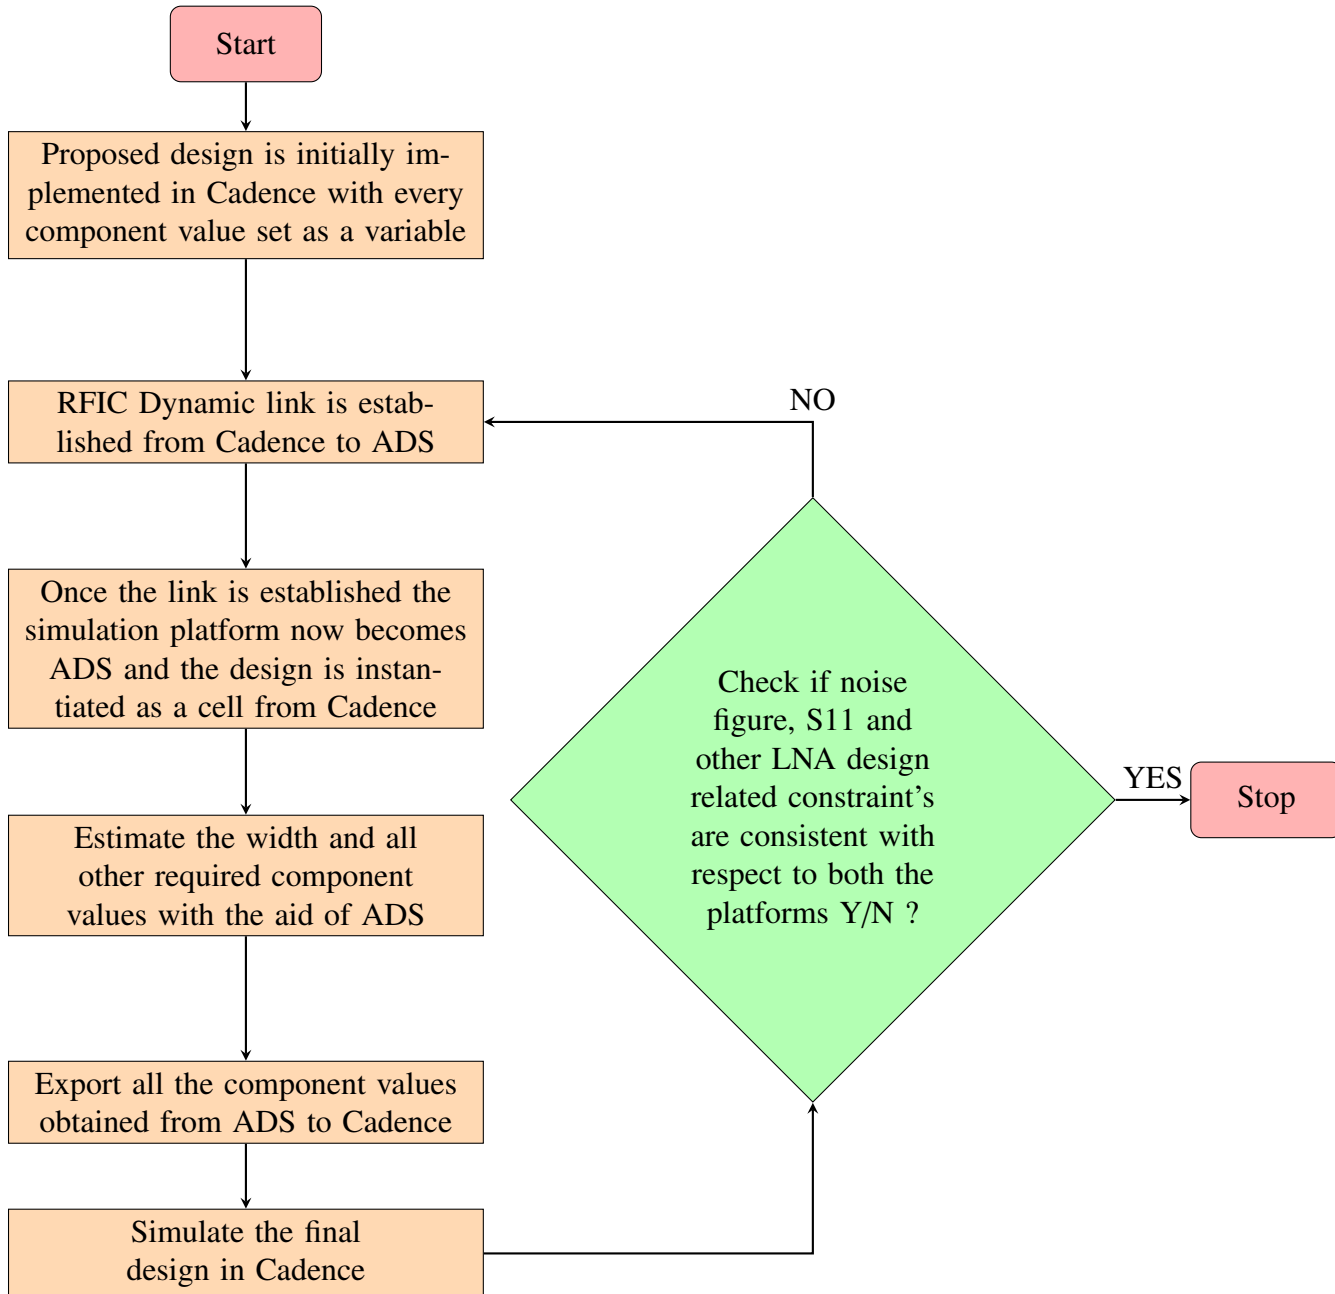 Start
Proposed design is initially im-
plemented in Cadence with every
component value set as a variable
RFIC Dynamic link is estab-
lished from Cadence to ADS
Once the link is established the
simulation platform now becomes
ADS and the design is instan-
tiated as a cell from Cadence
Estimate the width and all
other required component
values with the aid of ADS
Export all the component values
obtained from ADS to Cadence
Simulate the final
design in Cadence
NO
Check if noise
figure, S11 and
other LNA design
related constraint's
are consistent with
respect to both the
platforms Y/N ?
YES
Stop